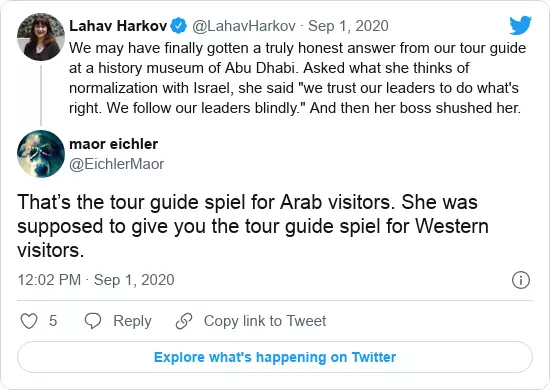 Lahav Harkov @LahavHarkov · Sep 1, 2020
We may have finally gotten a truly honest answer from our tour guide
at a history museum of Abu Dhabi. Asked what she thinks of
normalization with Israel, she said "we trust our leaders to do what's
right. We follow our leaders blindly." And then her boss shushed her.
maor eichler
@EichlerMaor
That’s the tour guide spiel for Arab visitors. She was
supposed to give you the tour guide spiel for Western
visitors.
12:02 PM · Sep 1, 2020
5 Reply Copy link to Tweet
Explore what's happening on Twitter